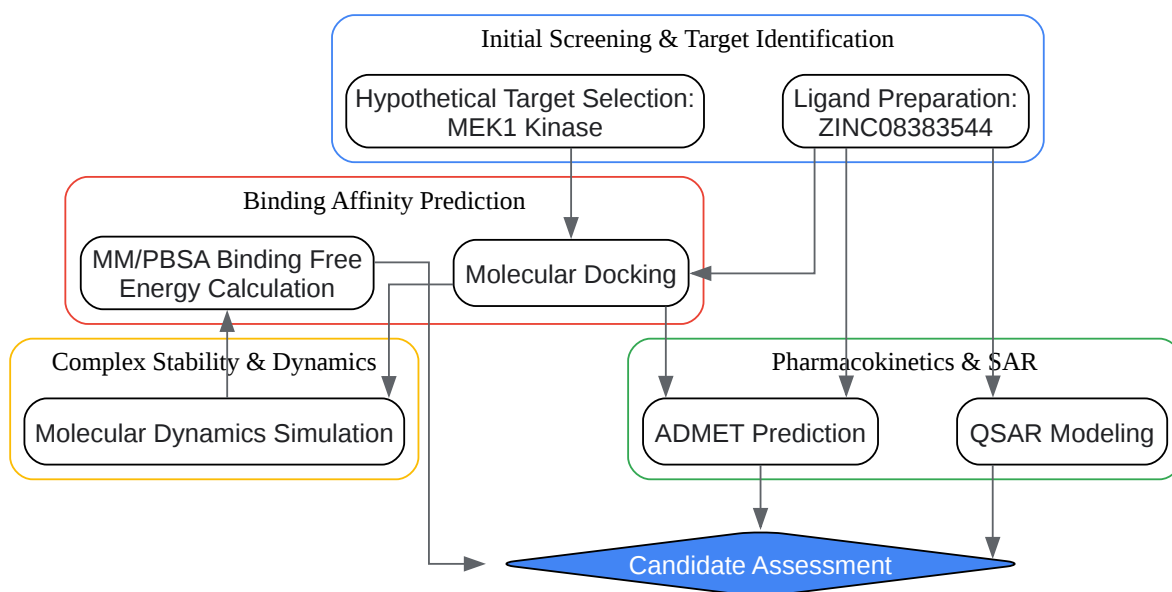 Initial Screening & Target Identification
Hypothetical Target Selection:
MEK1 Kinase
Ligand Preparation:
ZINC08383544
Binding Affinity Prediction
MM/PBSA Binding Free
Energy Calculation
Molecular Docking
Complex Stability & Dynamics
Molecular Dynamics Simulation
Pharmacokinetics & SAR
ADMET Prediction
QSAR Modeling
Candidate Assessment